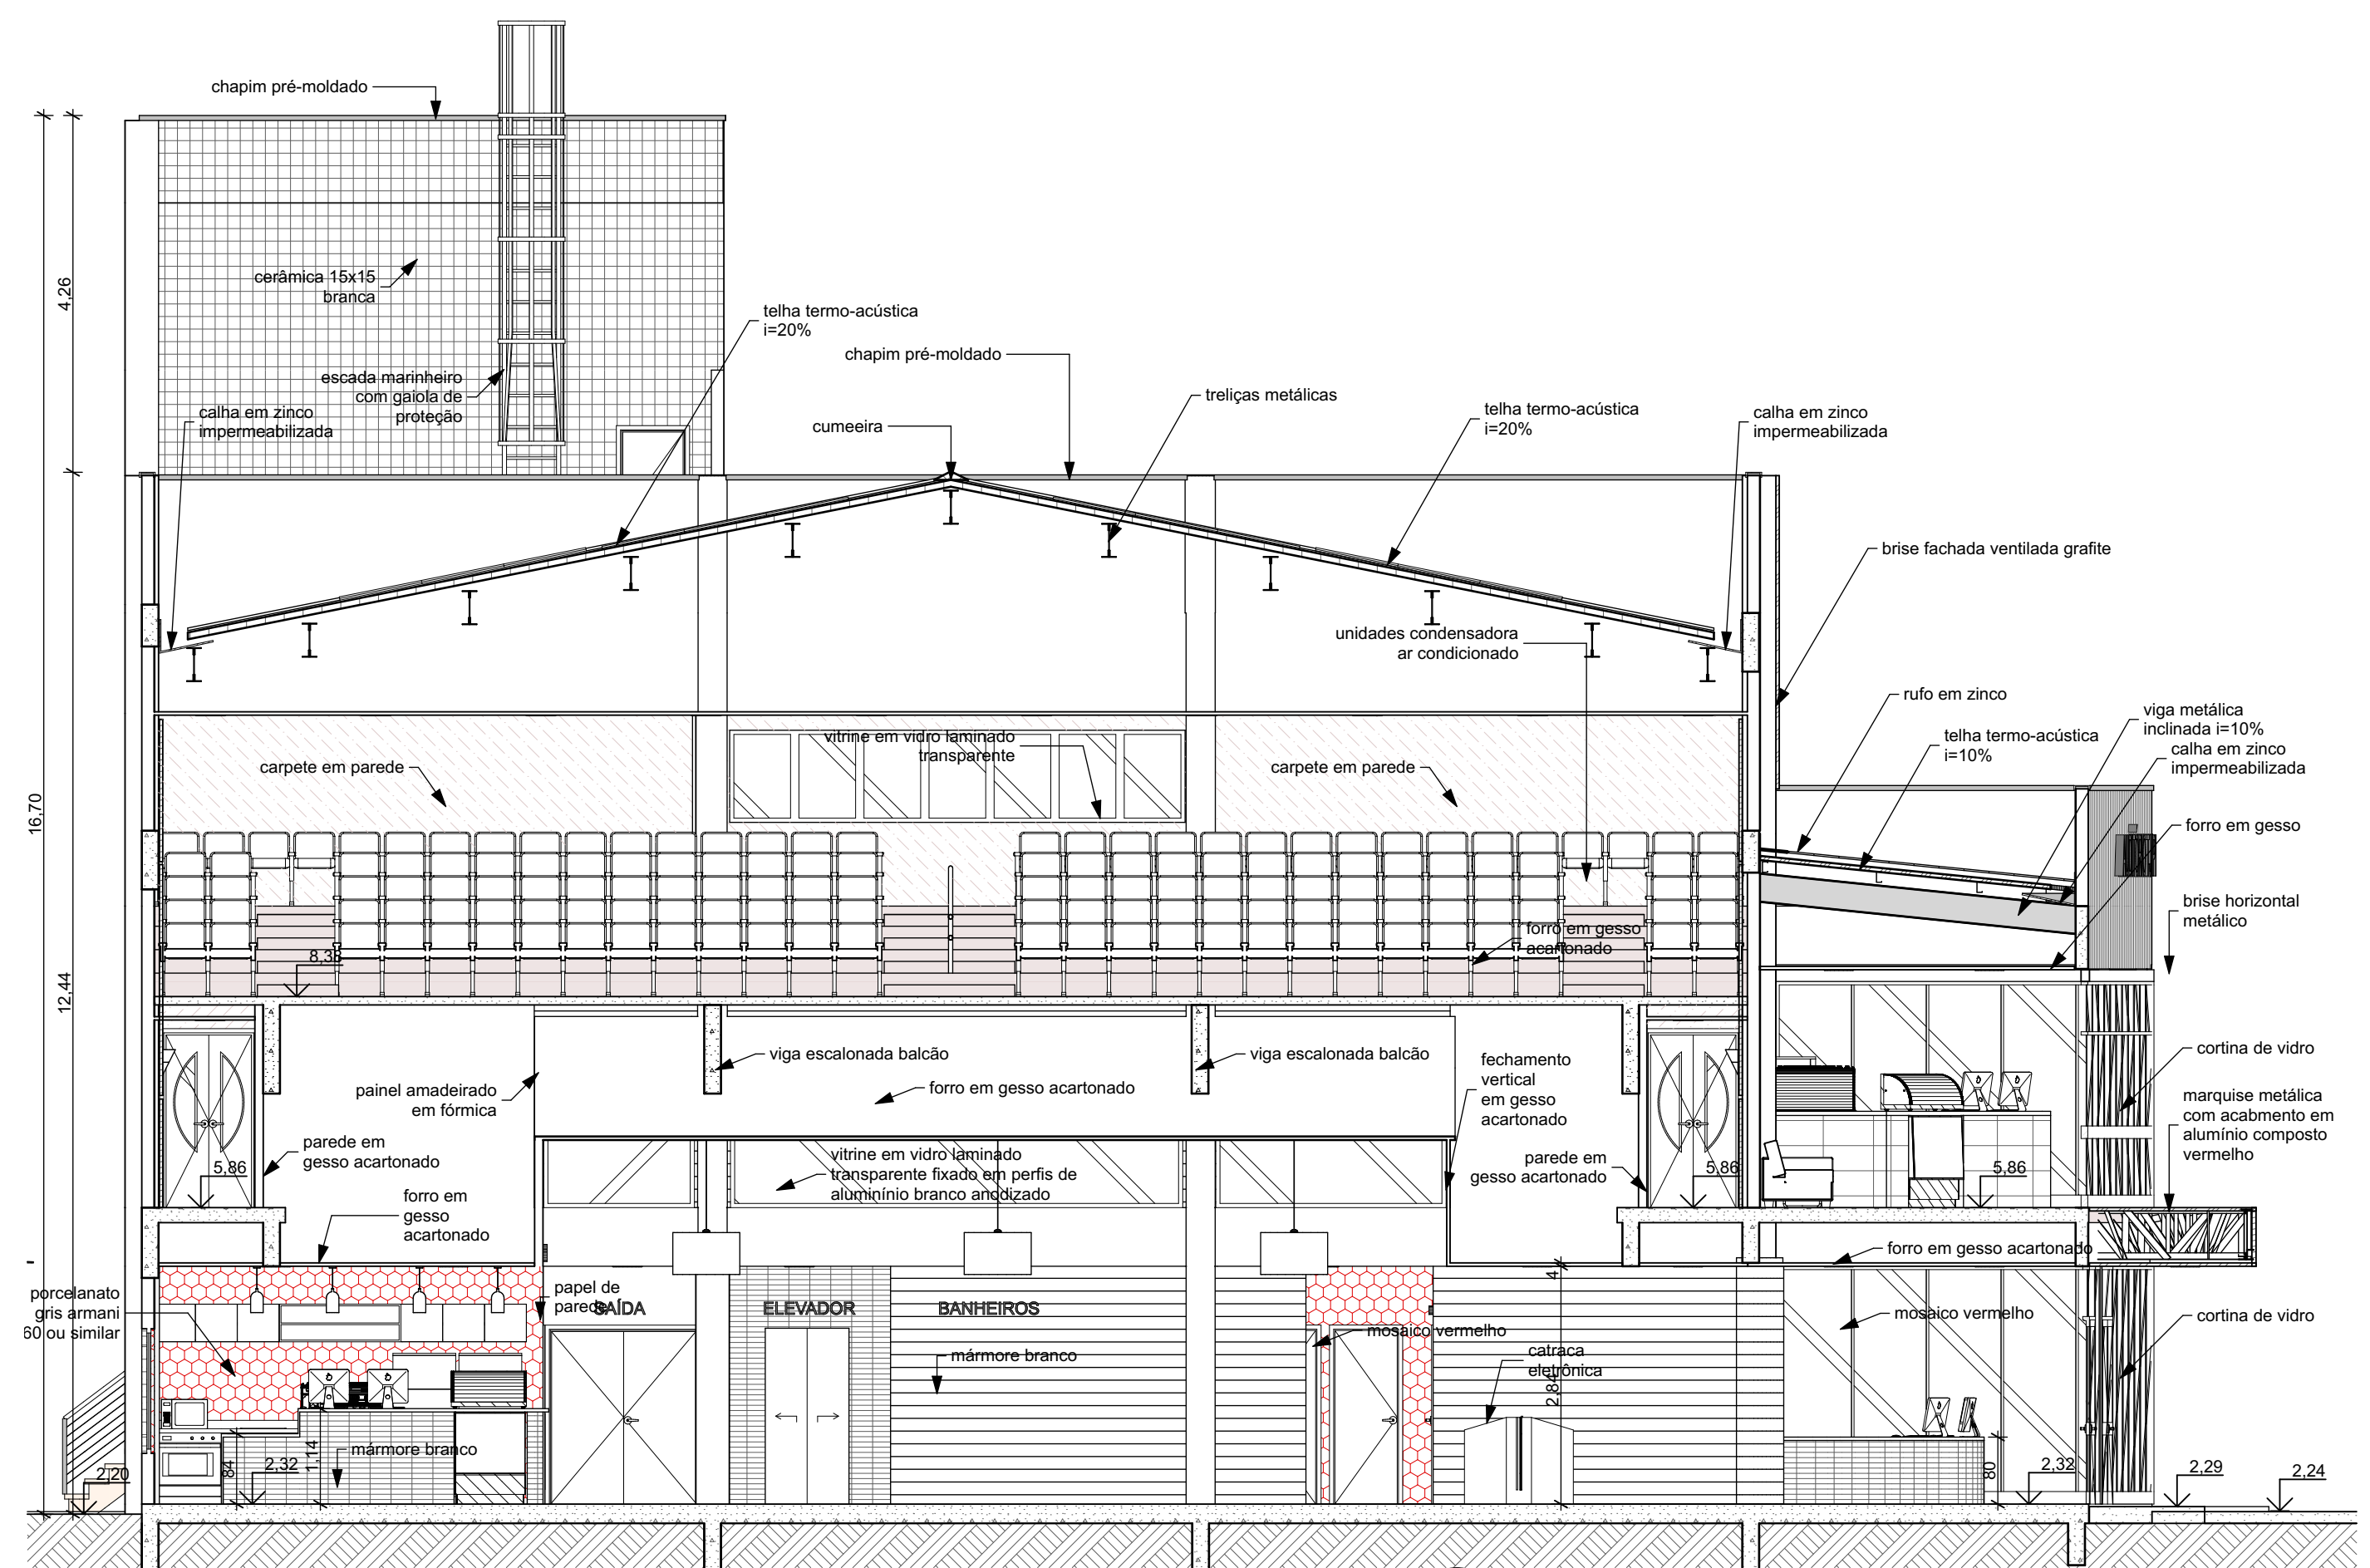 chapim pré-moldado
4,26
cerâmica 15x15
branca
telha termo-acústica
i=20%
chapim pré-moldado
escada marinheiro
com gaiola de
proteção
treliças metálicas
calha em zinco
impermeabilizada
cumeeira
telha termo-acústica
i=20%
calha em zinco
impermeabilizada
brise fachada ventilada grafite
unidades condensadora
ar condicionado
rufo em zinco
viga metálica
inclinada i=10%
telha termo-acústica
i=10%
calha em zinco
impermeabilizada
vitrine em vidro laminado
transparente
carpete em parede
carpete em parede
16,70
forro em gesso
L
L
brise horizontal
metálico
forro em gesso
acartonado
8,35
12,44
viga escalonada balcão
viga escalonada balcão
fechamento
vertical
em gesso
acartonado
cortina de vidro
painel amadeirado
em fórmica
forro em gesso acartonado
marquise metálica
com acabmento em
alumínio composto
vermelho
parede em
gesso acartonado
5,86
vitrine em vidro laminado
transparente fixado em perfis de
aluminínio branco anodizado
parede em
gesso acartonado
5,86
5,86
forro em
gesso
acartonado
forro em gesso acartonado
4
porcelanato
gris armani
60 ou similar
papel de
parede
SAÍDA
ELEVADOR
BANHEIROS
mosaico vermelho
mosaico vermelho
cortina de vidro
mármore branco
catraca
eletrônica
2,84
mármore branco
1,14
84
2,20
2,32
80
2,32
2,29
2,24